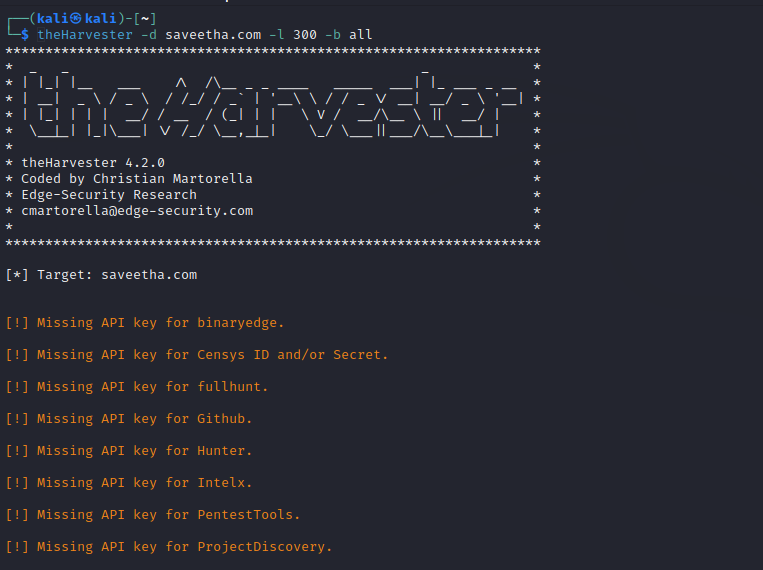 ┌──(kali㉿kali)-[~]
└─$ theHarvester -d saveetha.com -l 300 -b all
*******************************************************************
* theHarvester *
* *
* theHarvester 4.2.0 *
* Coded by Christian Martorella *
* Edge-Security Research *
* cmartorella@edge-security.com *
* *
*******************************************************************
[*] Target: saveetha.com
[!] Missing API key for binaryedge.
[!] Missing API key for Censys ID and/or Secret.
[!] Missing API key for fullhunt.
[!] Missing API key for Github.
[!] Missing API key for Hunter.
[!] Missing API key for Intelx.
[!] Missing API key for PentestTools.
[!] Missing API key for ProjectDiscovery.